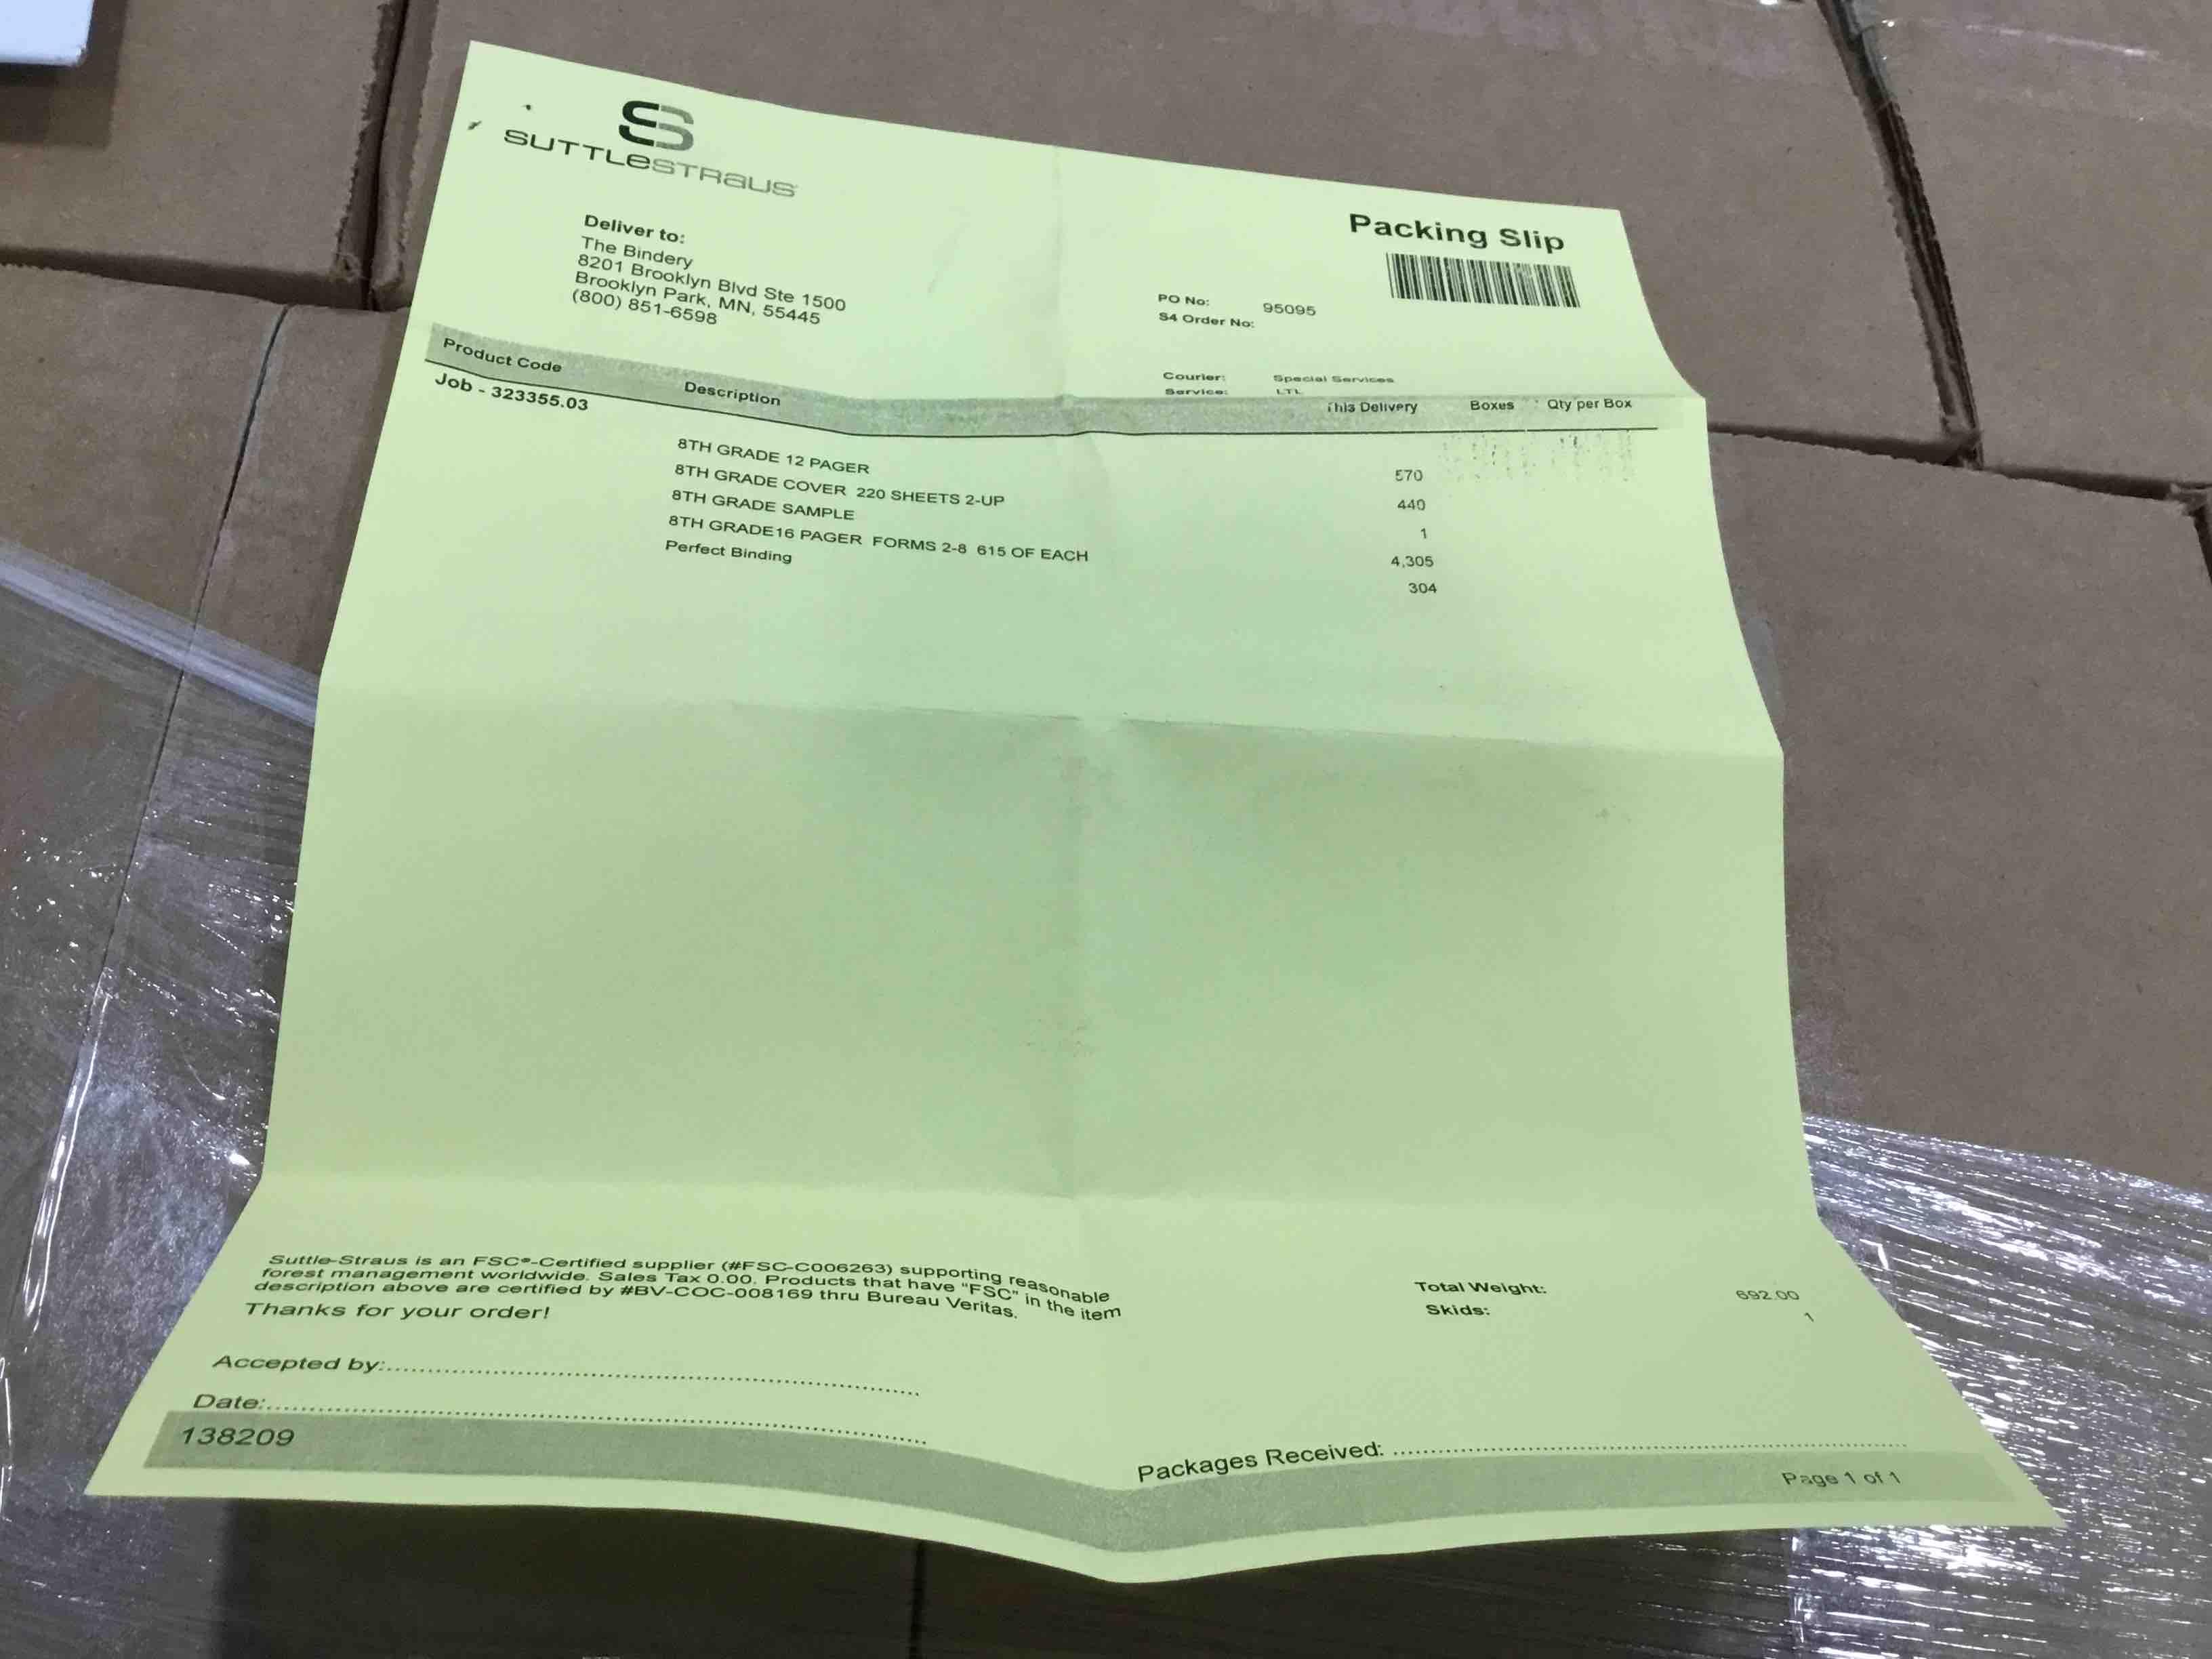 SUTTLESTRAUS
Packing Slip
Deliver to:
The Bindery
8201 Brooklyn Blvd Ste 1500
Brooklyn Park, MN, 55445
(800) 851-6598
PO No: 95095
S4 Order No:
Courier: Special Services
Service: LTL
Product Code Description This Delivery Boxes Qty per Box
Job - 323355.03
8TH GRADE 12 PAGER 570
8TH GRADE COVER 220 SHEETS 2-UP 440
8TH GRADE SAMPLE 1
8TH GRADE16 PAGER FORMS 2-8 615 OF EACH 4,305
Perfect Binding 304
Suttle-Straus is an FSC®-Certified supplier (#FSC-C006263) supporting reasonable
forest management worldwide. Sales Tax 0.00. Products that have "FSC" in the item
description above are certified by #BV-COC-008169 thru Bureau Veritas.
Thanks for your order!
Total Weight: 692.00
Skids: 1
Accepted by:
Date:
Packages Received:
138209
Page 1 of 1